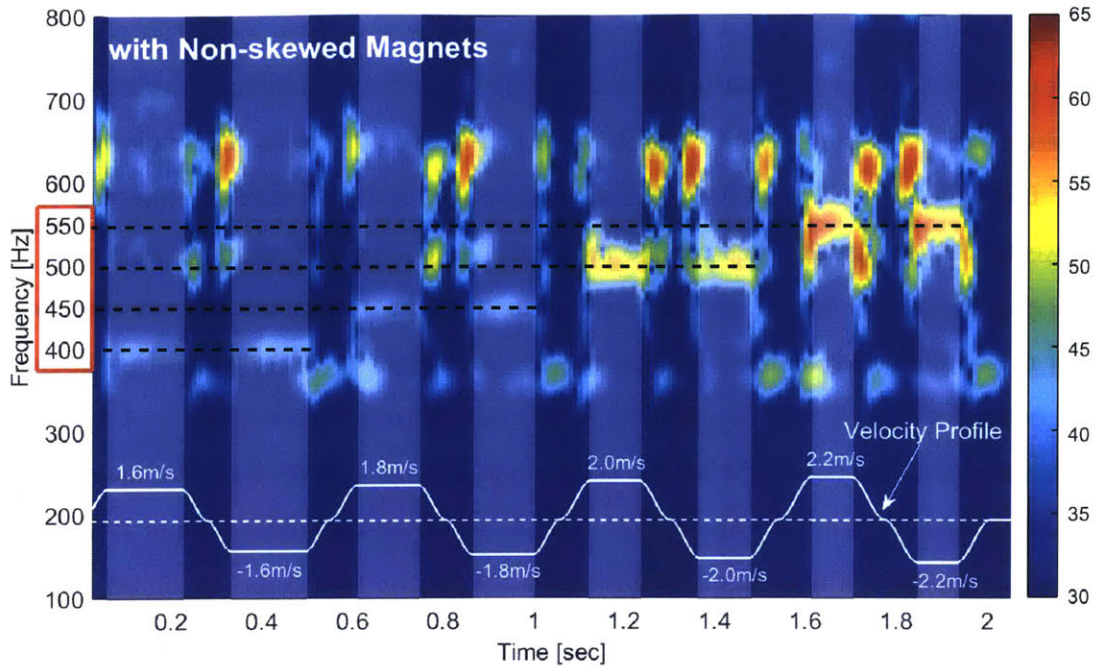 with Non-skewed Magnets
800
700
600
550
500
450
400
300
200
100
Frequency [Hz]
Velocity Profile
1.6m/s
1.8m/s
2.0m/s
2.2m/s
-1.6m/s
-1.8m/s
-2.0m/s
-2.2m/s
0.2
0.4
0.6
0.8
1
1.2
1.4
1.6
1.8
2
Time [sec]
65
60
55
50
45
40
35
30